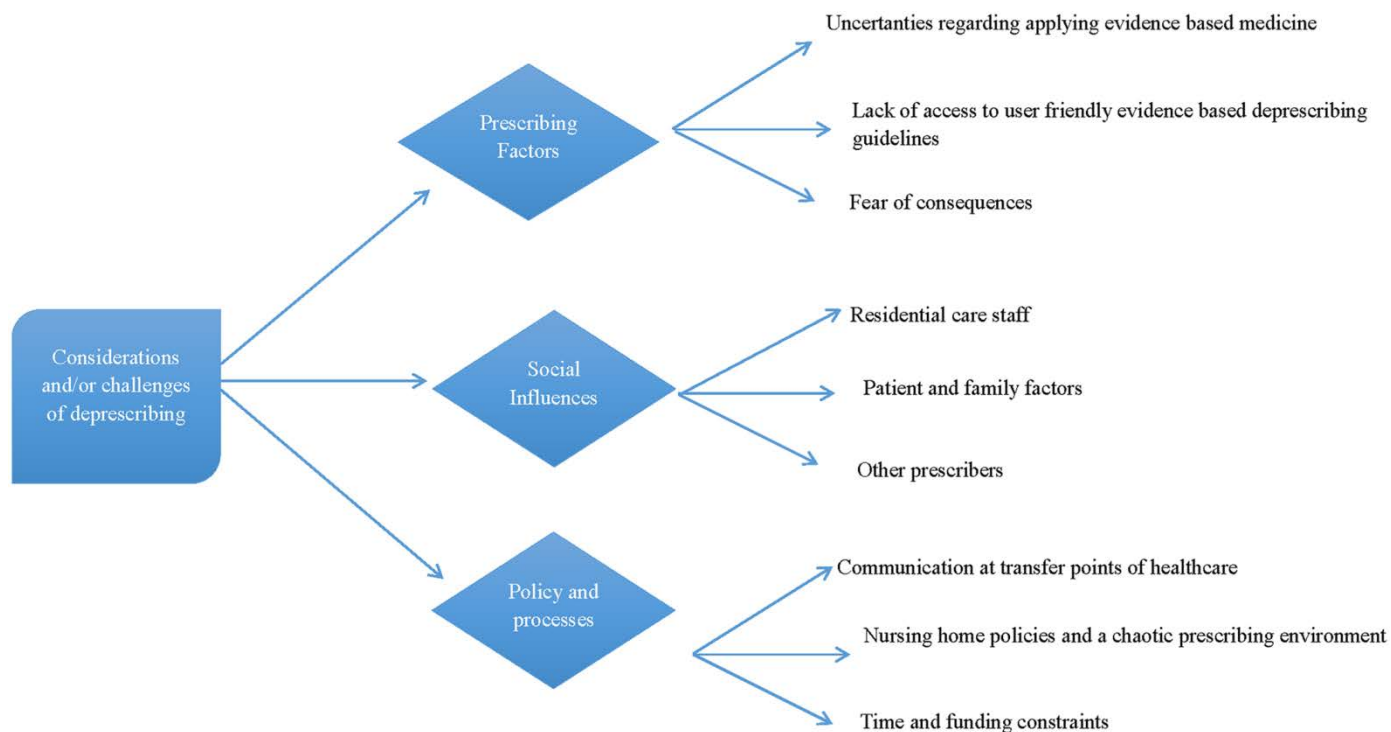 Considerations
and/or challenges
of deprescribing
Prescribing
Factors
Uncertanties regarding applying evidence based medicine
Lack of access to user friendly evidence based deprescribing
guidelines
Fear of consequences
Social
Influences
Residential care staff
Patient and family factors
Other prescribers
Policy and
processes
Communication at transfer points of healthcare
Nursing home policies and a chaotic prescribing environment
Time and funding constraints